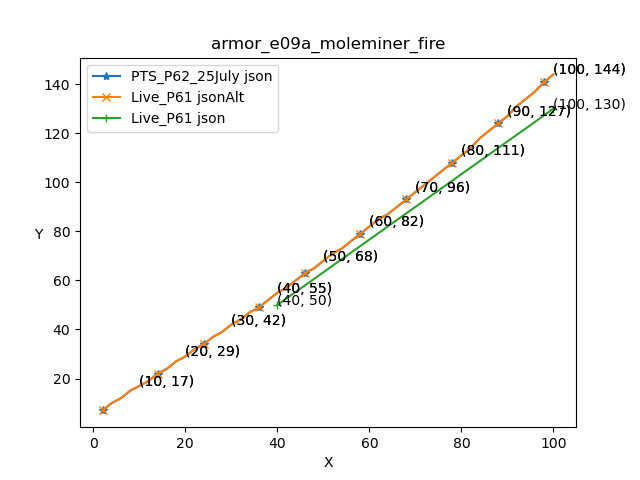 armor_e09a_moleminer_fire
PTS_P62_25July json
Live_P61 jsonAlt
Live_P61 json
Y
140
120
100
80
60
40
20
(100, 144)
(100, 130)
(90, 127)
(80, 111)
(70, 96)
(60, 82)
(50, 68)
(40, 55)
(40, 50)
(30, 42)
(20, 29)
(10, 17)
0 20 40 60 80 100
X